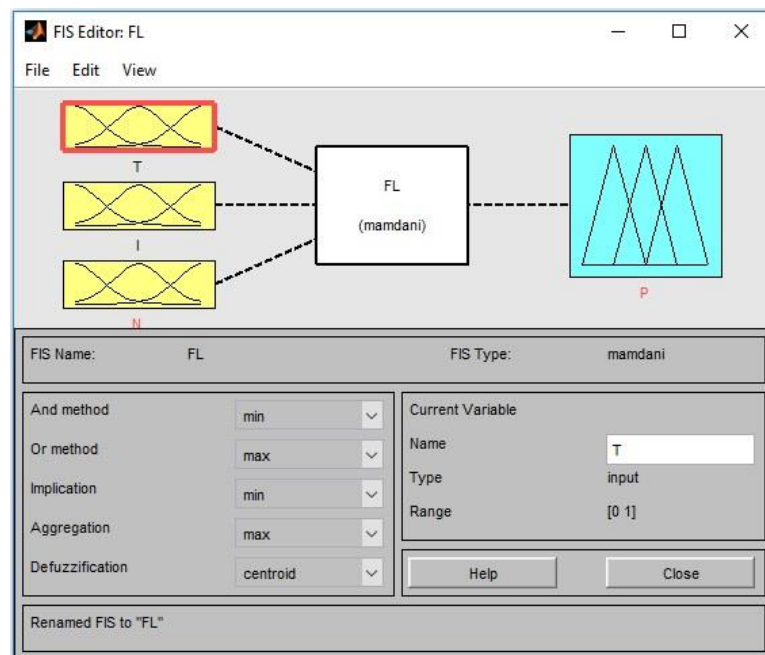 FIS Editor: FL
File Edit View
T
I
N
FL
(mamdani)
P
FIS Name: FL FIS Type: mamdani
And method min
Or method max
Implication min
Aggregation max
Defuzzification centroid
Current Variable
Name T
Type input
Range [0 1]
Help Close
Renamed FIS to "FL"